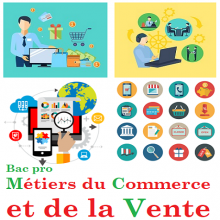 Bac pro
Métiers du Commerce
et de la Vente